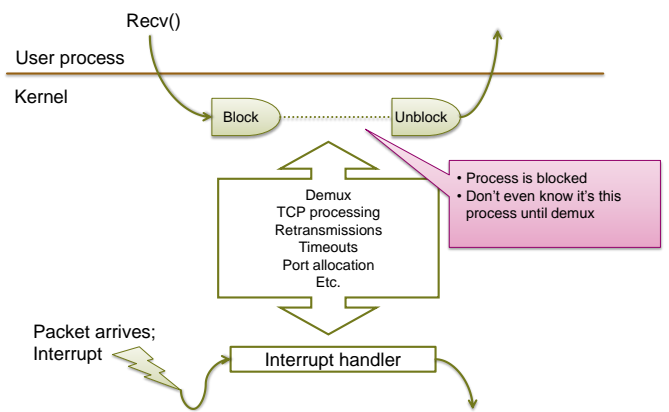 Recv()
User process
Kernel
Block
Unblock
• Process is blocked
• Don't even know it's this
process until demux
Demux
TCP processing
Retransmissions
Timeouts
Port allocation
Etc.
Packet arrives;
Interrupt
Interrupt handler